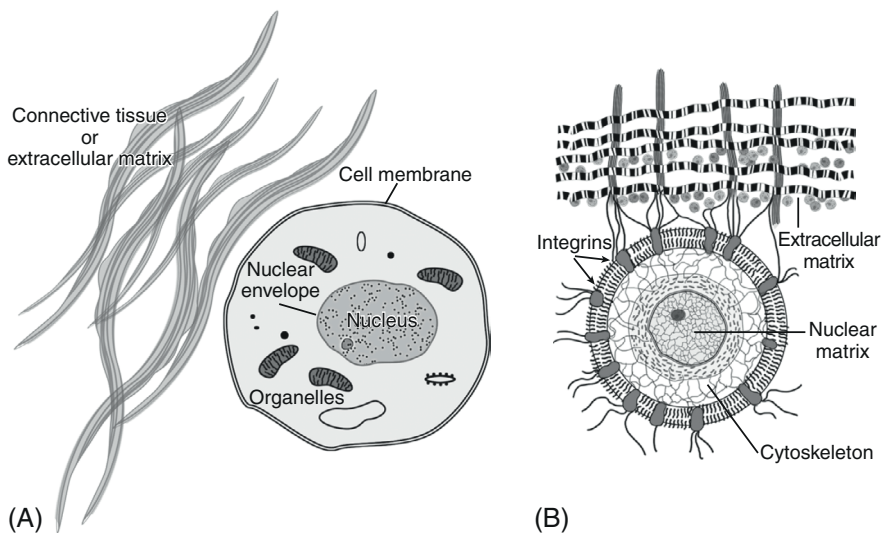 Connective tissue
or
extracellular matrix
Cell membrane
Nuclear
envelope
Nucleus
Organelles
(A)
Integrins
Extracellular
matrix
Nuclear
matrix
Cytoskeleton
(B)